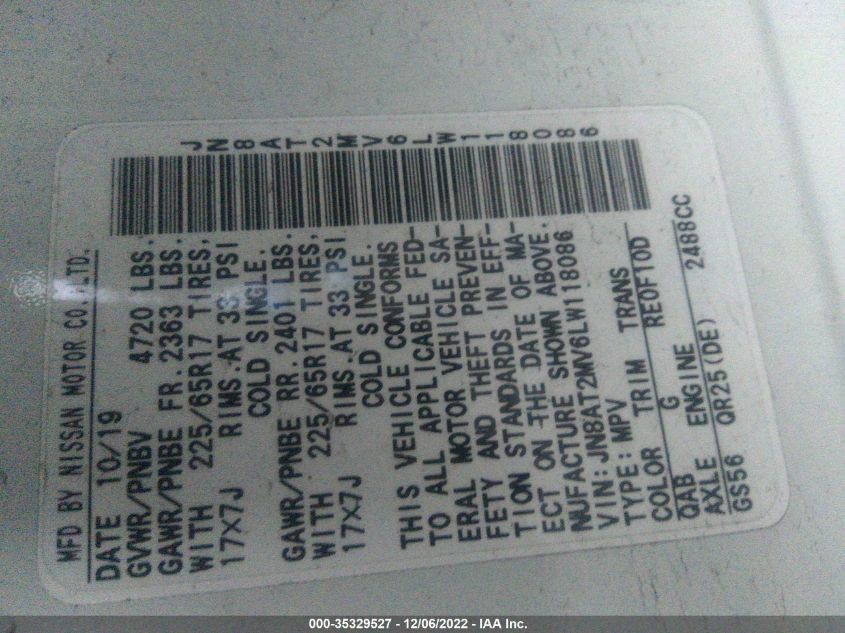 MFD BY NISSAN MOTOR CO.,LTD.
JN8AT2MV6LW118086
DATE 10/19
GVWR/PNBV 4720 LBS.
GAWR/PNBE FR.2363 LBS.
WITH 225/65R17 TIRES,
17X7J RIMS AT 33 PSI
COLD SINGLE.
GAWR/PNBE RR.2401 LBS.
WITH 225/65R17 TIRES,
17X7J RIMS AT 33 PSI
COLD SINGLE.
THIS VEHICLE CONFORMS
TO ALL APPLICABLE FED-
ERAL MOTOR VEHICLE SA-
FETY AND THEFT PREVEN-
TION STANDARDS IN EFF-
ECT ON THE DATE OF MA-
NUFACTURE SHOWN ABOVE.
VIN:JN8AT2MV6LW118086
TYPE:MPV
COLOR TRIM TRANS
QAB G RE0F10D
AXLE ENGINE
GS56 QR25(DE) 2488CC
000-35329527 - 12/06/2022 - IAA Inc.